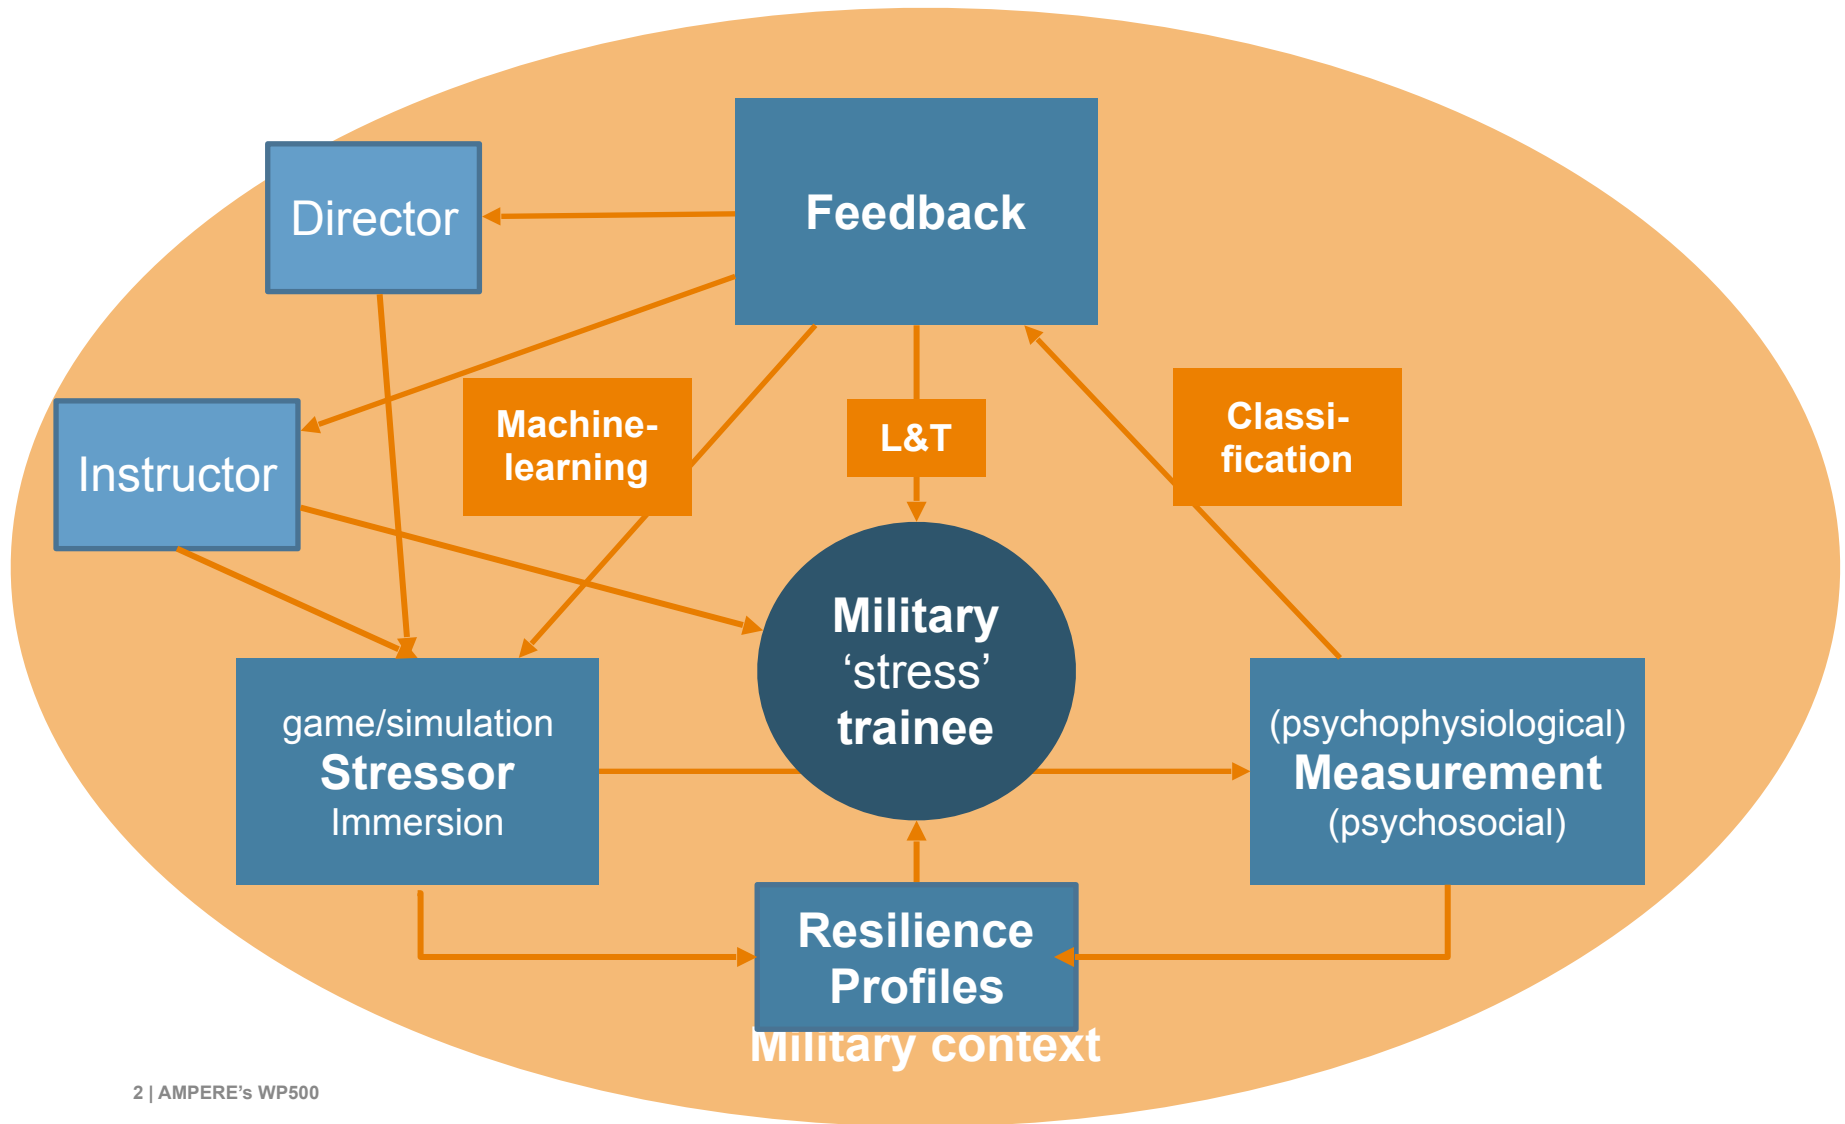 Feedback
Director
Machine-
learning
L&T
Classi-
fication
Instructor
Military
‘stress’
trainee
game/simulation
Stressor
Immersion
(psychophysiological)
Measurement
(psychosocial)
Resilience
Profiles
Military context
2 | AMPERE’s WP500